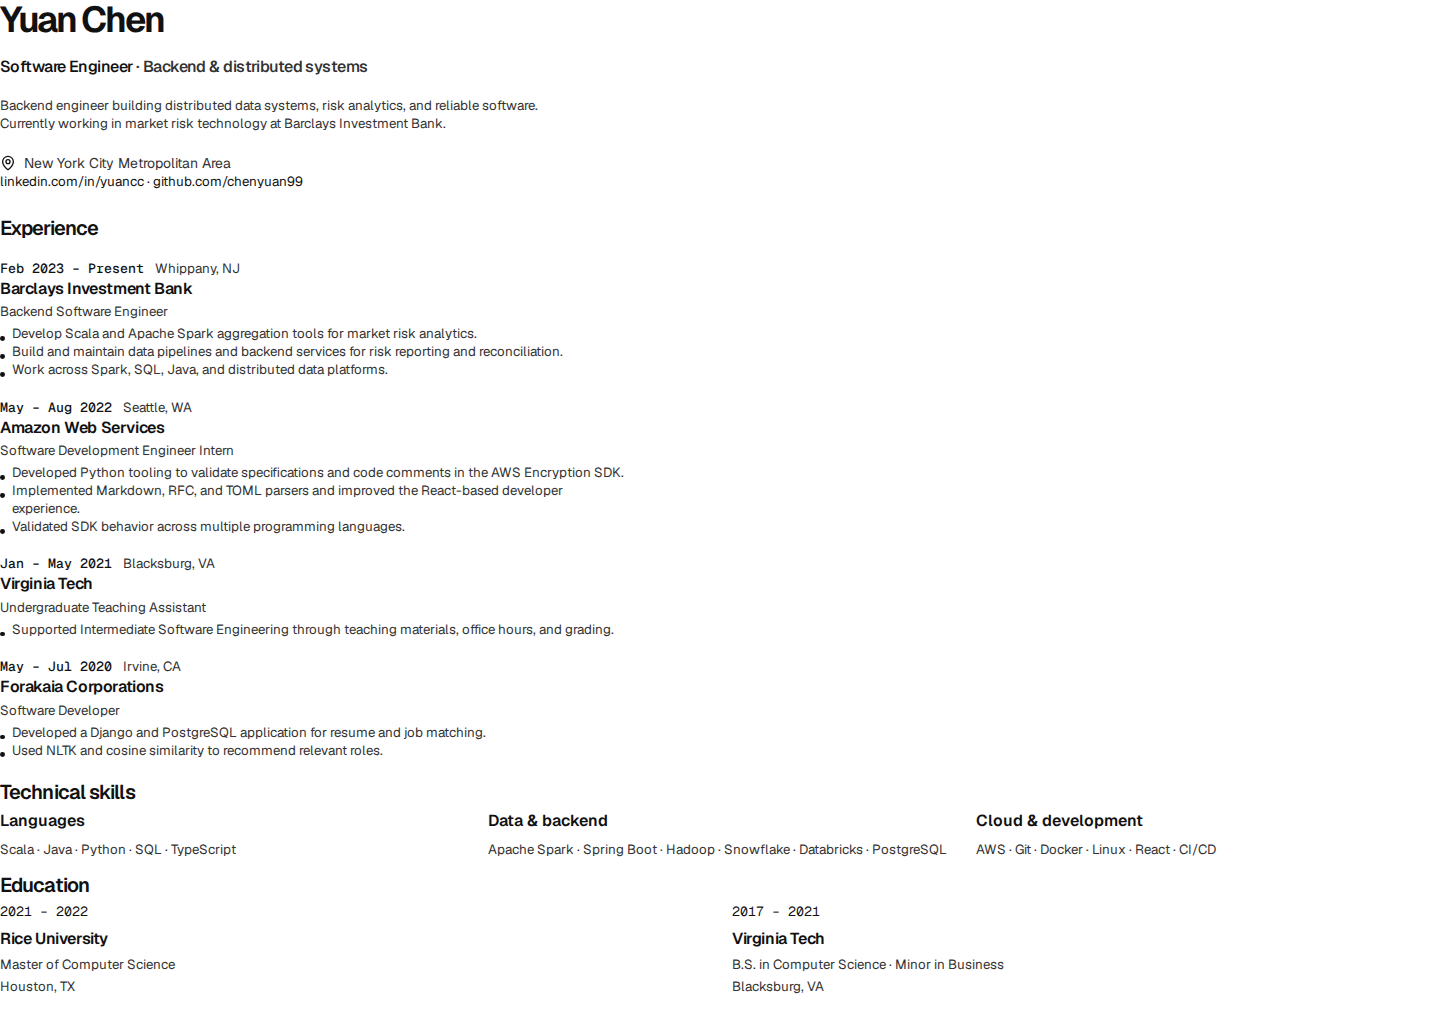 Yuan Chen
Software Engineer · Backend & distributed systems
Backend engineer building distributed data systems, risk analytics, and reliable software.
Currently working in market risk technology at Barclays Investment Bank.
New York City Metropolitan Area
linkedin.com/in/yuancc · github.com/chenyuan99
Experience
Feb 2023 – Present Whippany, NJ
Barclays Investment Bank
Backend Software Engineer
• Develop Scala and Apache Spark aggregation tools for market risk analytics.
• Build and maintain data pipelines and backend services for risk reporting and reconciliation.
• Work across Spark, SQL, Java, and distributed data platforms.
May – Aug 2022 Seattle, WA
Amazon Web Services
Software Development Engineer Intern
• Developed Python tooling to validate specifications and code comments in the AWS Encryption SDK.
• Implemented Markdown, RFC, and TOML parsers and improved the React-based developer
experience.
• Validated SDK behavior across multiple programming languages.
Jan – May 2021 Blacksburg, VA
Virginia Tech
Undergraduate Teaching Assistant
• Supported Intermediate Software Engineering through teaching materials, office hours, and grading.
May – Jul 2020 Irvine, CA
Forakaia Corporations
Software Developer
• Developed a Django and PostgreSQL application for resume and job matching.
• Used NLTK and cosine similarity to recommend relevant roles.
Technical skills
Languages
Scala · Java · Python · SQL · TypeScript
Data & backend
Apache Spark · Spring Boot · Hadoop · Snowflake · Databricks · PostgreSQL
Cloud & development
AWS · Git · Docker · Linux · React · CI/CD
Education
2021 – 2022
Rice University
Master of Computer Science
Houston, TX
2017 – 2021
Virginia Tech
B.S. in Computer Science · Minor in Business
Blacksburg, VA